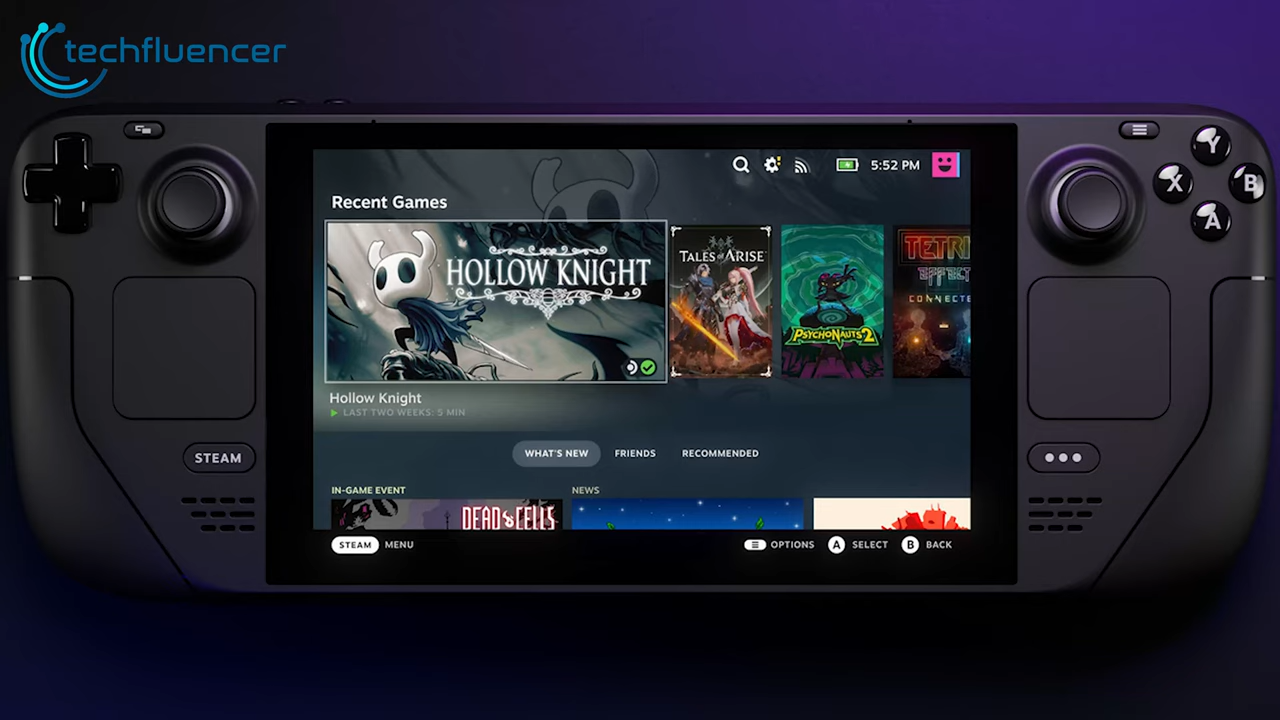 techfluencer
Y
X
B
A
5:52 PM
Recent Games
HOLLOW KNIGHT
TALES of ARISE
PSYCHONAUTS 2
TETRI
EFFECT
CONNECTE
Hollow Knight
LAST TWO WEEKS: 5 MIN
WHAT'S NEW
FRIENDS
RECOMMENDED
STEAM
IN-GAME EVENT
NEWS
DEAD CELLS
STEAM MENU
OPTIONS
A SELECT
B BACK